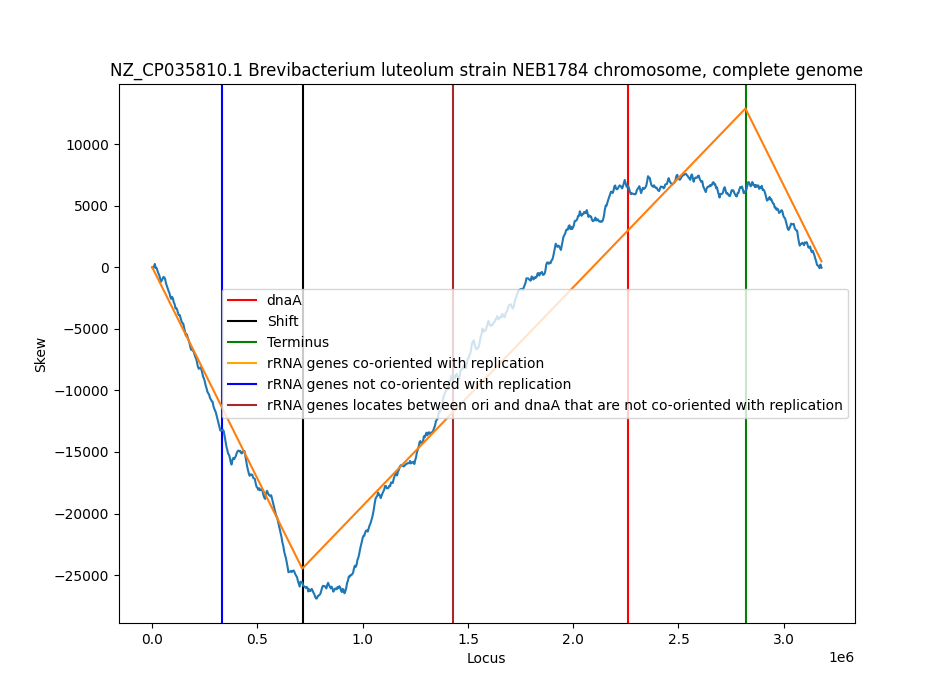 NZ_CP035810.1 Brevibacterium luteolum strain NEB1784 chromosome, complete genome
10000
5000
0
−5000
−10000
−15000
−20000
−25000
Skew
dnaA
Shift
Terminus
rRNA genes co-oriented with replication
rRNA genes not co-oriented with replication
rRNA genes locates between ori and dnaA that are not co-oriented with replication
0.0 0.5 1.0 1.5 2.0 2.5 3.0
1e6
Locus